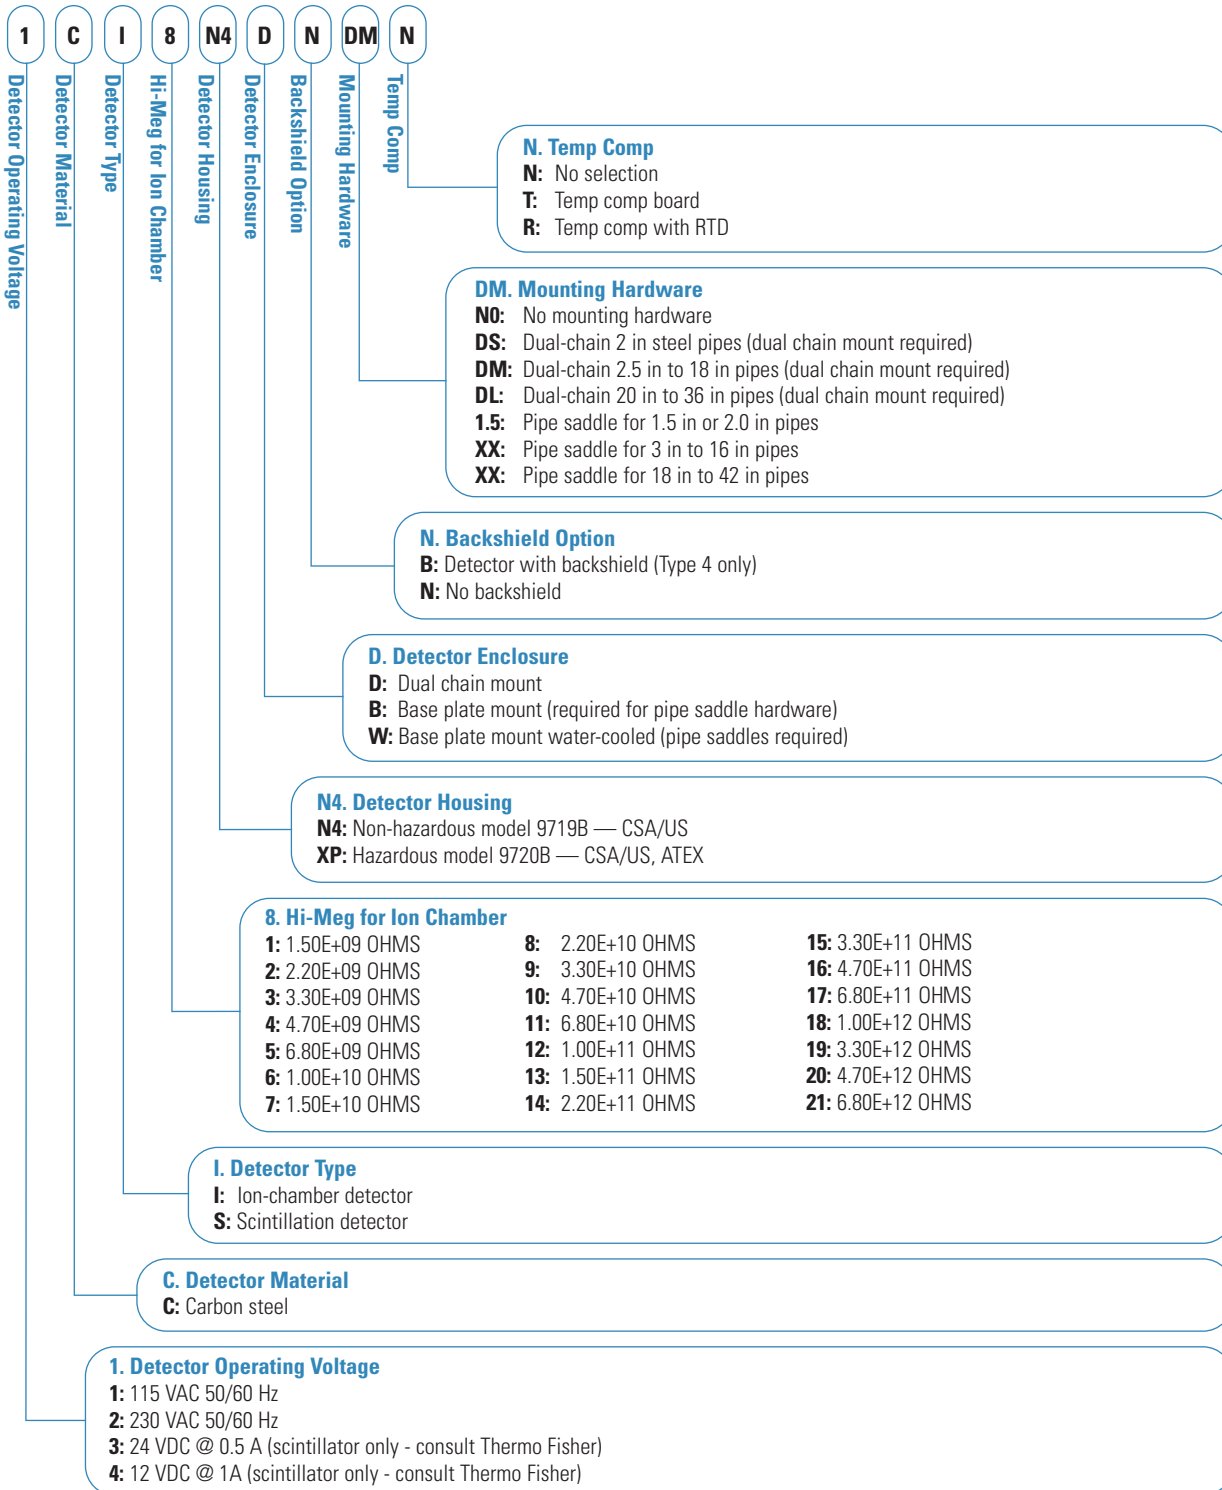 1 C I 8 N4 D N DM N
Detector Operating Voltage
Detector Material
Detector Type
Hi-Meg for Ion Chamber
Detector Housing
Detector Enclosure
Backshield Option
Mounting Hardware
Temp Comp
N. Temp Comp
N: No selection
T: Temp comp board
R: Temp comp with RTD
DM. Mounting Hardware
N0: No mounting hardware
DS: Dual-chain 2 in steel pipes (dual chain mount required)
DM: Dual-chain 2.5 in to 18 in pipes (dual chain mount required)
DL: Dual-chain 20 in to 36 in pipes (dual chain mount required)
1.5: Pipe saddle for 1.5 in or 2.0 in pipes
XX: Pipe saddle for 3 in to 16 in pipes
XX: Pipe saddle for 18 in to 42 in pipes
N. Backshield Option
B: Detector with backshield (Type 4 only)
N: No backshield
D. Detector Enclosure
D: Dual chain mount
B: Base plate mount (required for pipe saddle hardware)
W: Base plate mount water-cooled (pipe saddles required)
N4. Detector Housing
N4: Non-hazardous model 9719B — CSA/US
XP: Hazardous model 9720B — CSA/US, ATEX
8. Hi-Meg for Ion Chamber
1: 1.50E+09 OHMS
2: 2.20E+09 OHMS
3: 3.30E+09 OHMS
4: 4.70E+09 OHMS
5: 6.80E+09 OHMS
6: 1.00E+10 OHMS
7: 1.50E+10 OHMS
8: 2.20E+10 OHMS
9: 3.30E+10 OHMS
10: 4.70E+10 OHMS
11: 6.80E+10 OHMS
12: 1.00E+11 OHMS
13: 1.50E+11 OHMS
14: 2.20E+11 OHMS
15: 3.30E+11 OHMS
16: 4.70E+11 OHMS
17: 6.80E+11 OHMS
18: 1.00E+12 OHMS
19: 3.30E+12 OHMS
20: 4.70E+12 OHMS
21: 6.80E+12 OHMS
I. Detector Type
I: Ion-chamber detector
S: Scintillation detector
C. Detector Material
C: Carbon steel
1. Detector Operating Voltage
1: 115 VAC 50/60 Hz
2: 230 VAC 50/60 Hz
3: 24 VDC @ 0.5 A (scintillator only - consult Thermo Fisher)
4: 12 VDC @ 1A (scintillator only - consult Thermo Fisher)